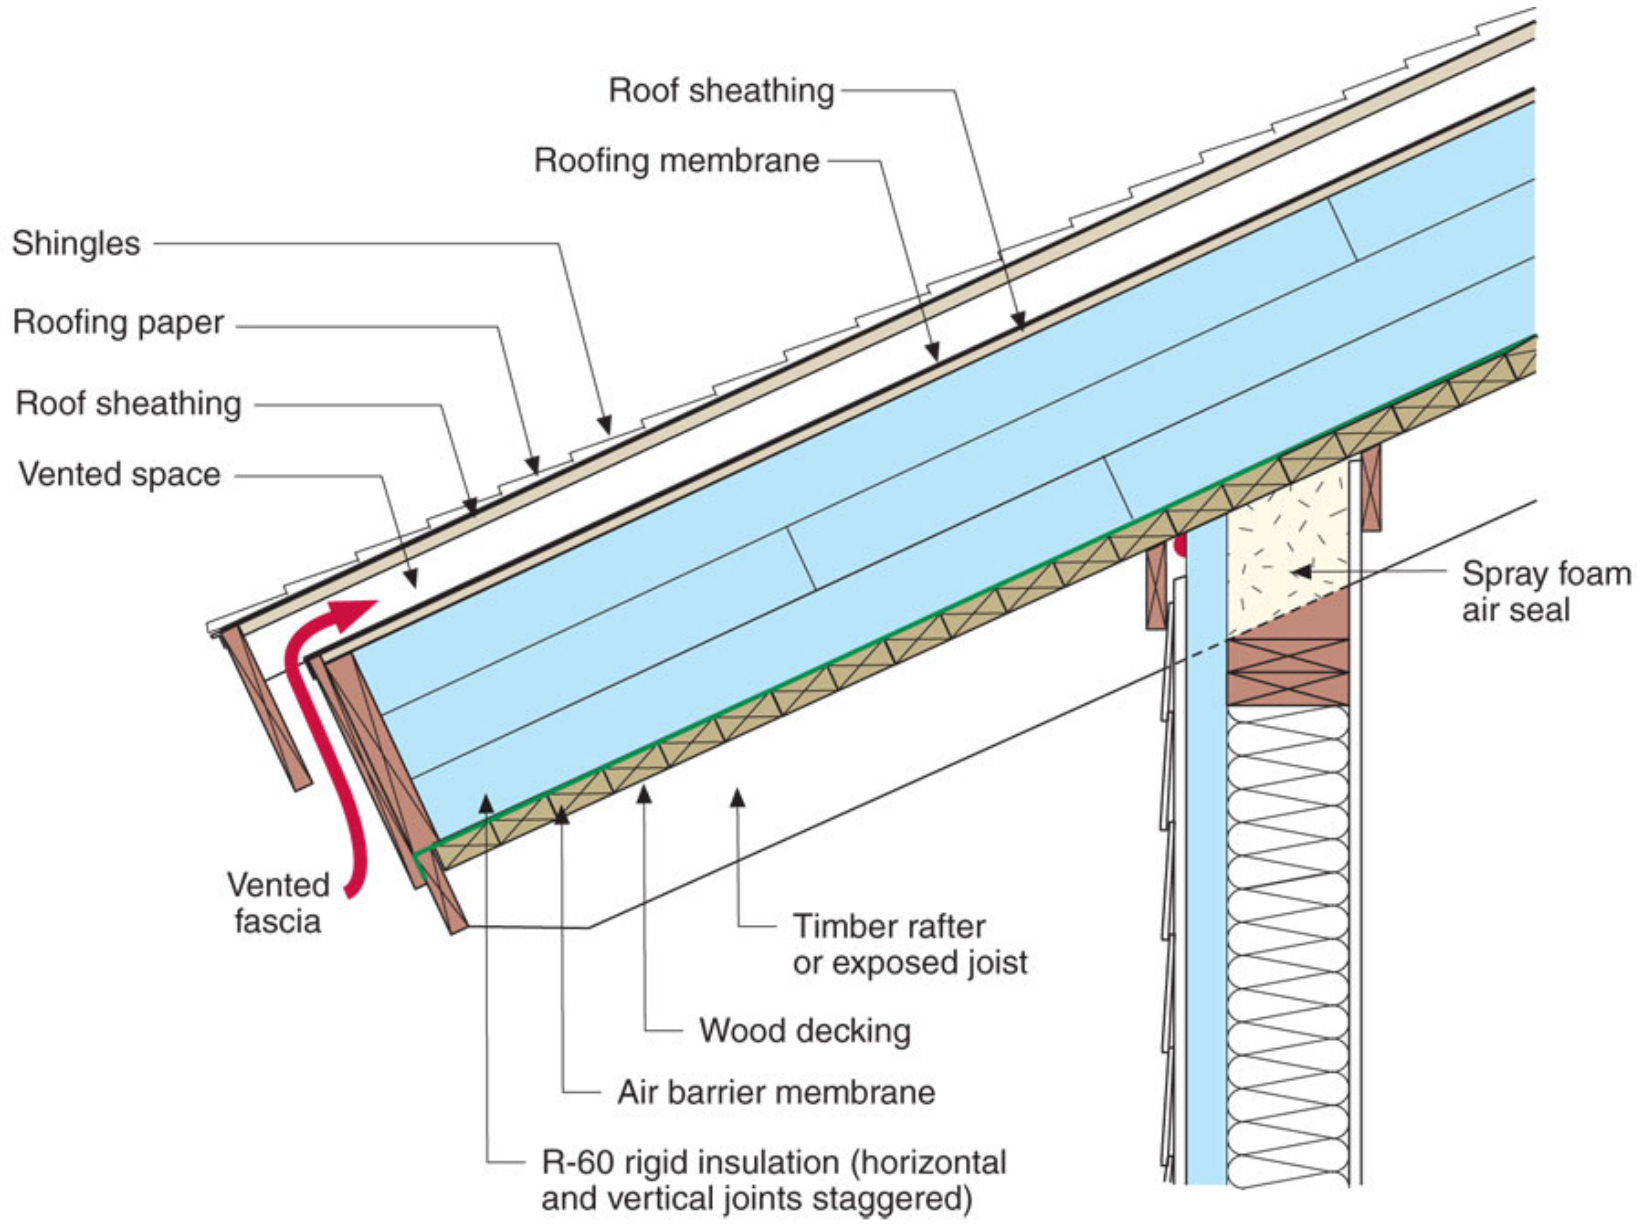 Roof sheathing
Roofing membrane
Shingles
Roofing paper
Roof sheathing
Vented space
Spray foam
air seal
Vented
fascia
Timber rafter
or exposed joist
Wood decking
Air barrier membrane
R-60 rigid insulation (horizontal
and vertical joints staggered)